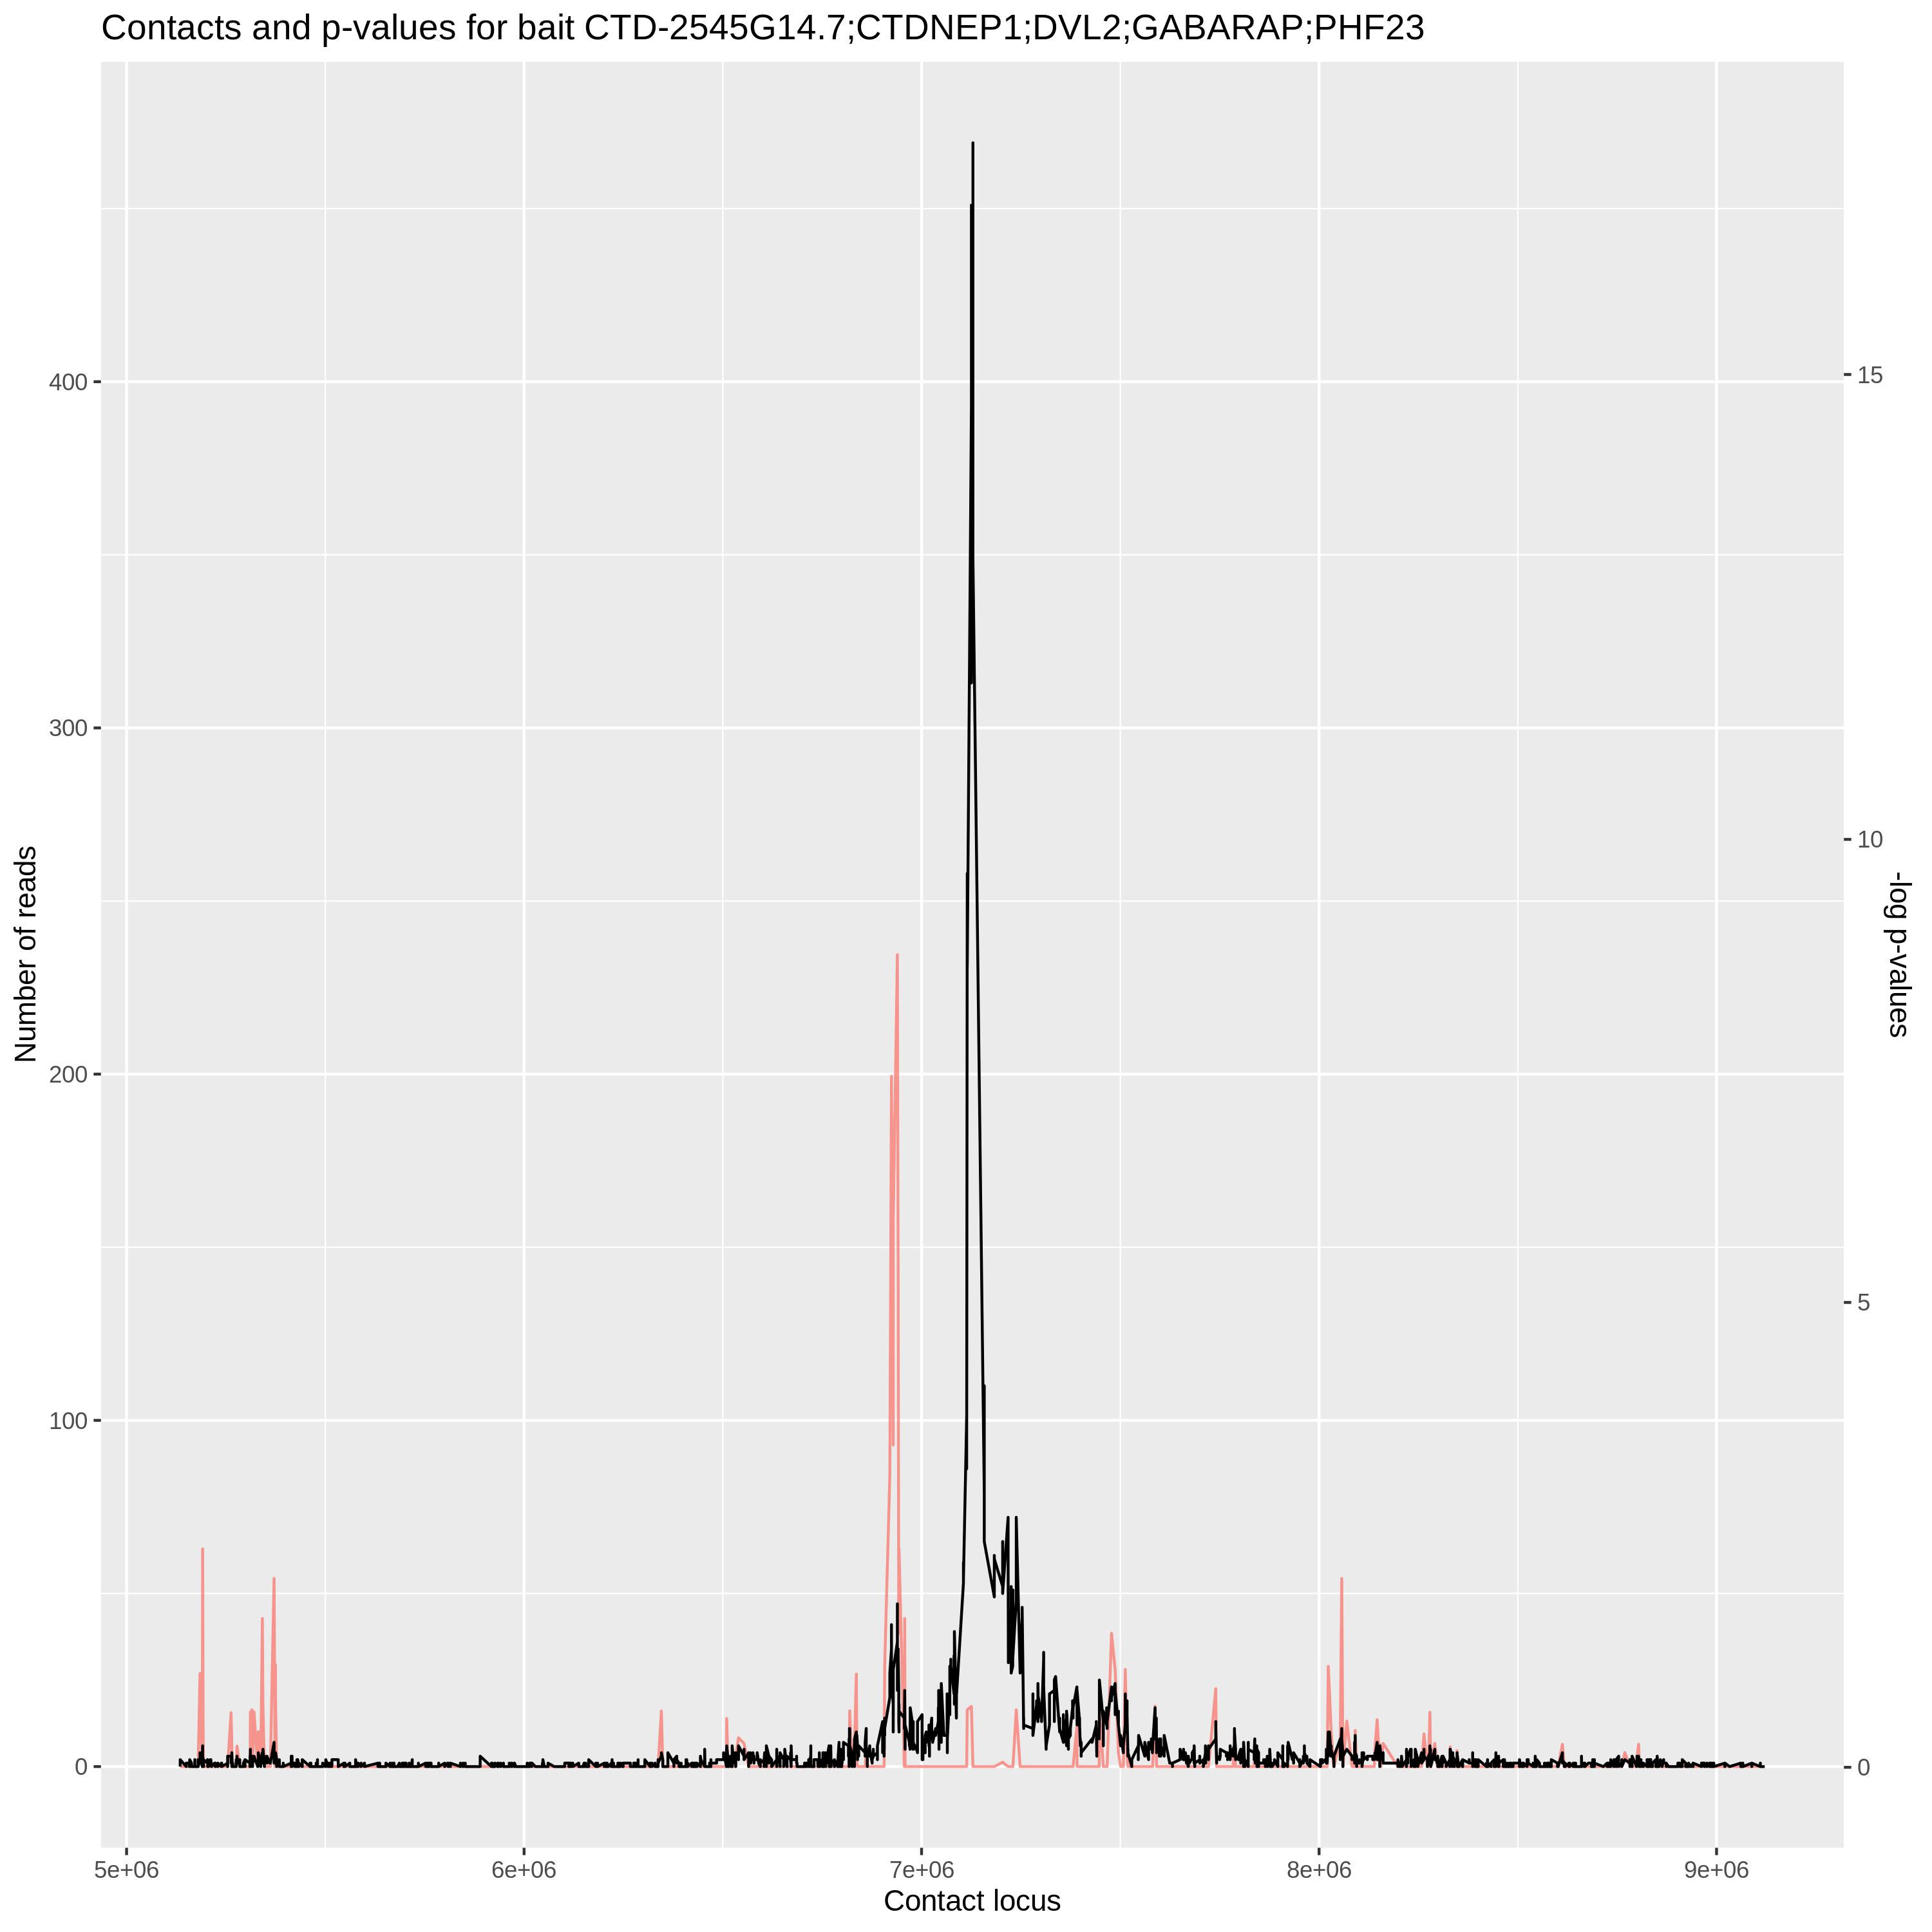 Contacts and p-values for bait CTD-2545G14.7;CTDNEP1;DVL2;GABARAP;PHF23
Number of reads
400
300
200
100
0
15
10
5
0
-log p-values
5e+06
6e+06
7e+06
8e+06
9e+06
Contact locus